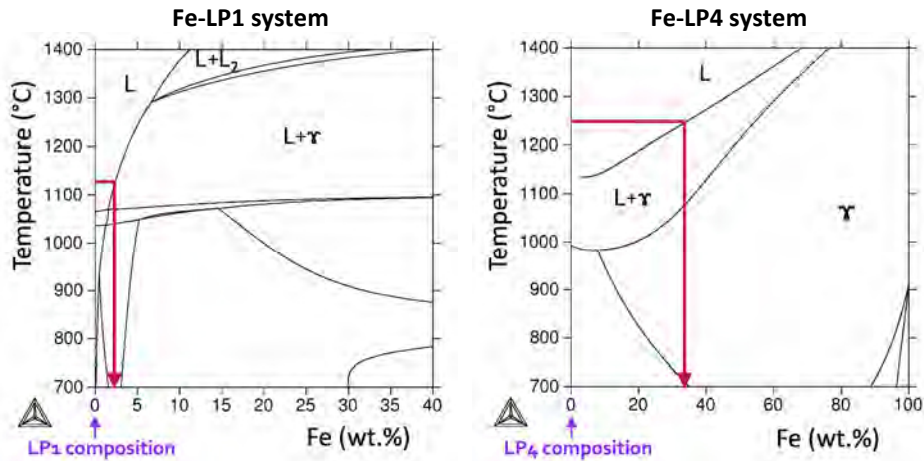 Fe-LP1 system
Temperature (°C)
1400
1300
1200
1100
1000
900
800
700
L
L+L2
L+ɤ
0
5
10
15
20
25
30
35
40
Fe (wt.%)
LP1 composition
Fe-LP4 system
Temperature (°C)
1400
1300
1200
1100
1000
900
800
700
L
L+ɤ
ɤ
0
20
40
60
80
100
Fe (wt.%)
LP4 composition